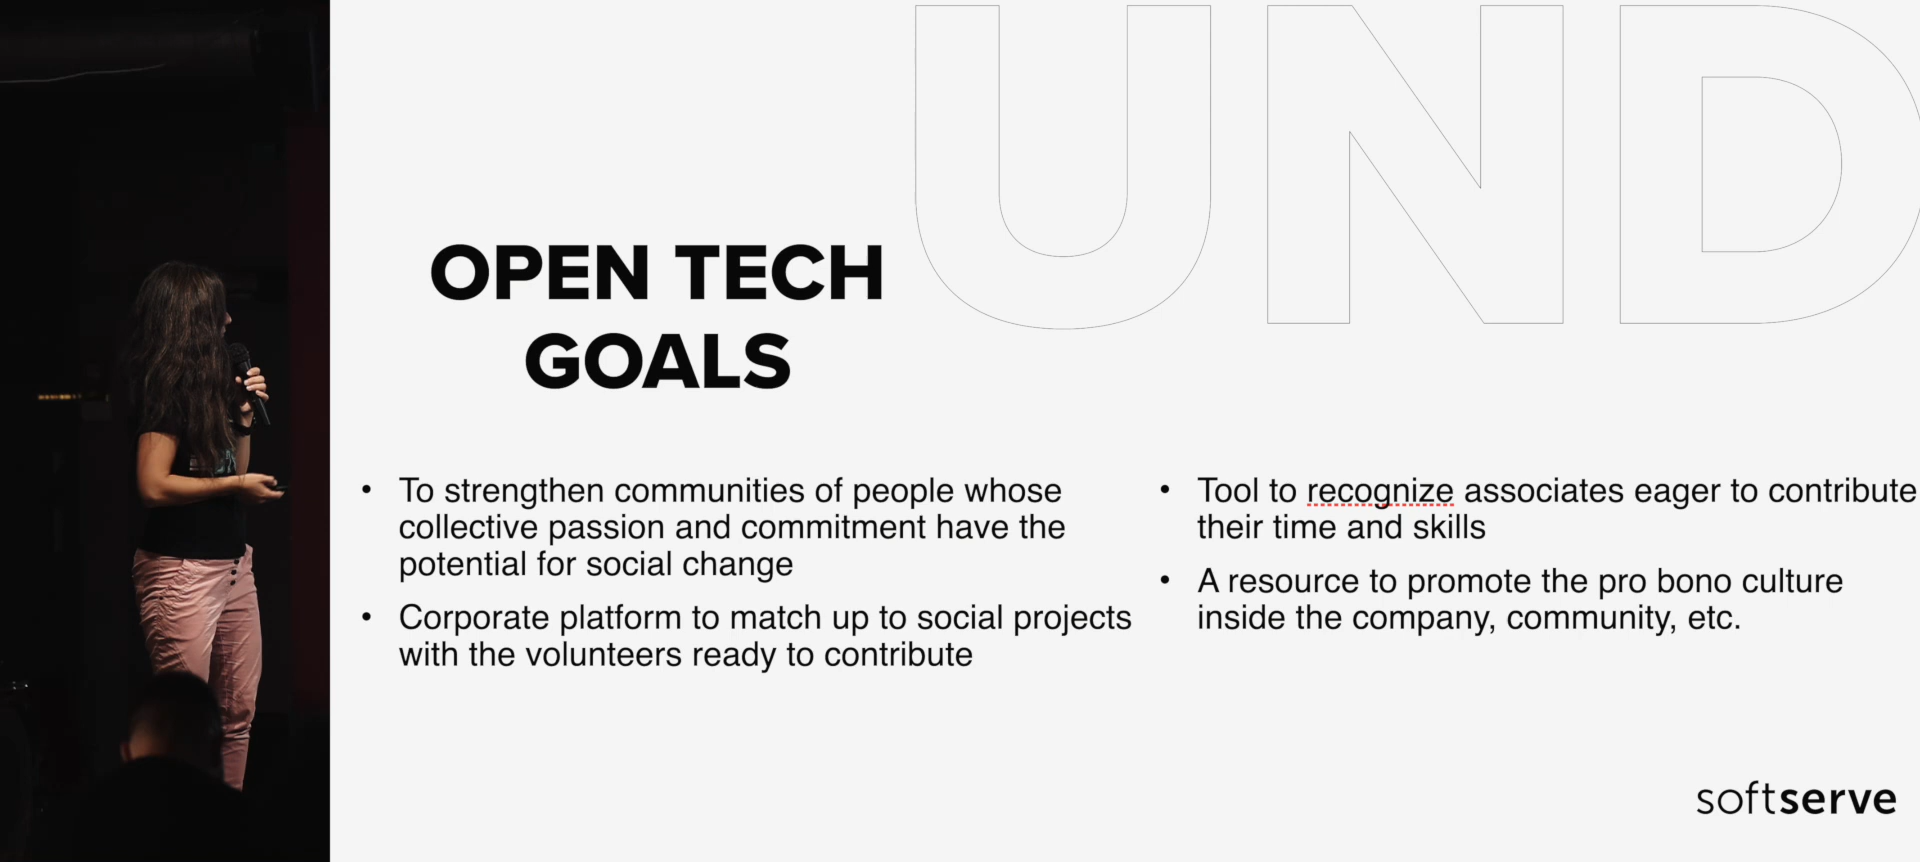 UND
OPEN TECH
GOALS
• To strengthen communities of people whose
collective passion and commitment have the
potential for social change
• Corporate platform to match up to social projects
with the volunteers ready to contribute
• Tool to recognize associates eager to contribute
their time and skills
• A resource to promote the pro bono culture
inside the company, community, etc.
softserve